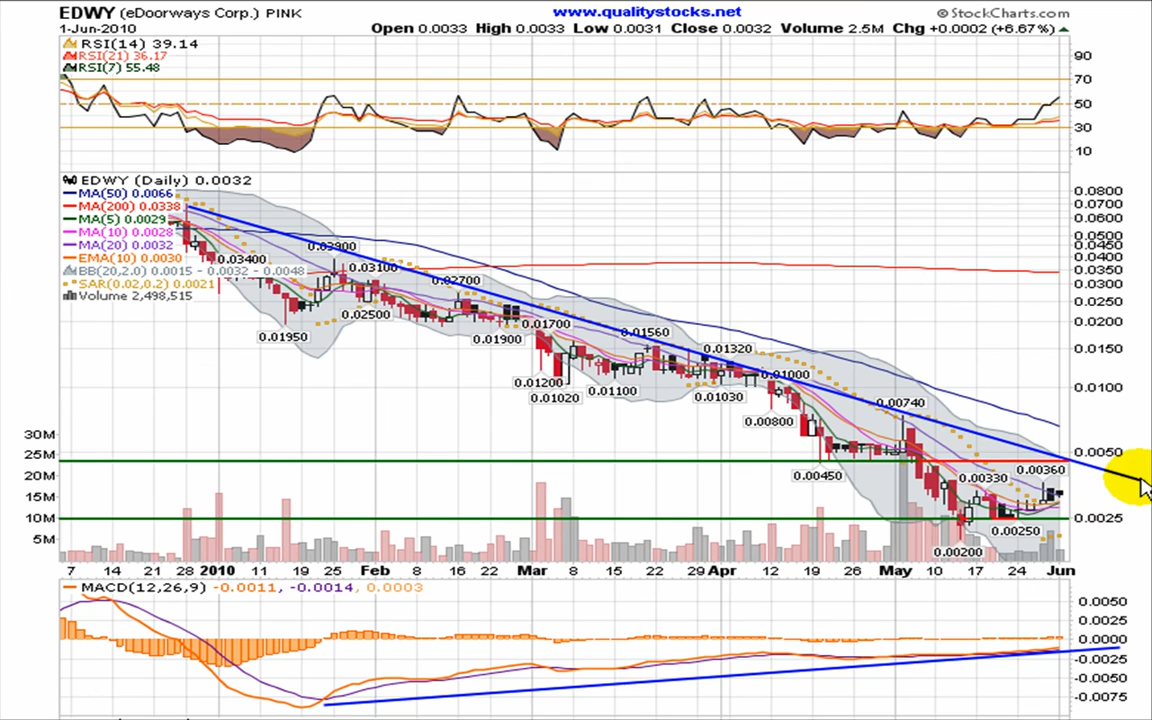 EDWY (eDoorways Corp.) PINK www.qualitystocks.net © StockCharts.com
1-Jun-2010 Open 0.0033 High 0.0033 Low 0.0031 Close 0.0032 Volume 2.5M Chg +0.0002 (+6.67%)
RSI(14) 39.14
RSI(21) 36.17
RSI(7) 55.48
90
70
50
30
10
EDWY (Daily) 0.0032
MA(50) 0.0066
MA(200) 0.0338
MA(5) 0.0029
MA(10) 0.0028
MA(20) 0.0032
EMA(10) 0.0030
BB(20,2.0) 0.0015 - 0.0032 - 0.0048
SAR(0.02,0.2) 0.0021
Volume 2,498,515
0.0800
0.0700
0.0600
0.0500
0.0450
0.0400
0.0350
0.0300
0.0250
0.0200
0.0150
0.0100
0.0050
0.0025
0.03400
0.03900
0.03100
0.02700
0.01950
0.02500
0.01900
0.01700
0.01560
0.01320
0.01200
0.01020
0.01100
0.01030
0.01000
0.00800
0.00740
0.00450
0.00330
0.00360
0.00250
0.00200
30M
25M
20M
15M
10M
5M
7 14 21 28 2010 11 19 25 Feb 8 16 22 Mar 8 15 22 29 Apr 12 19 26 May 10 17 24 Jun
MACD(12,26,9) -0.0011, -0.0014, 0.0003
0.0050
0.0025
0.0000
-0.0025
-0.0050
-0.0075